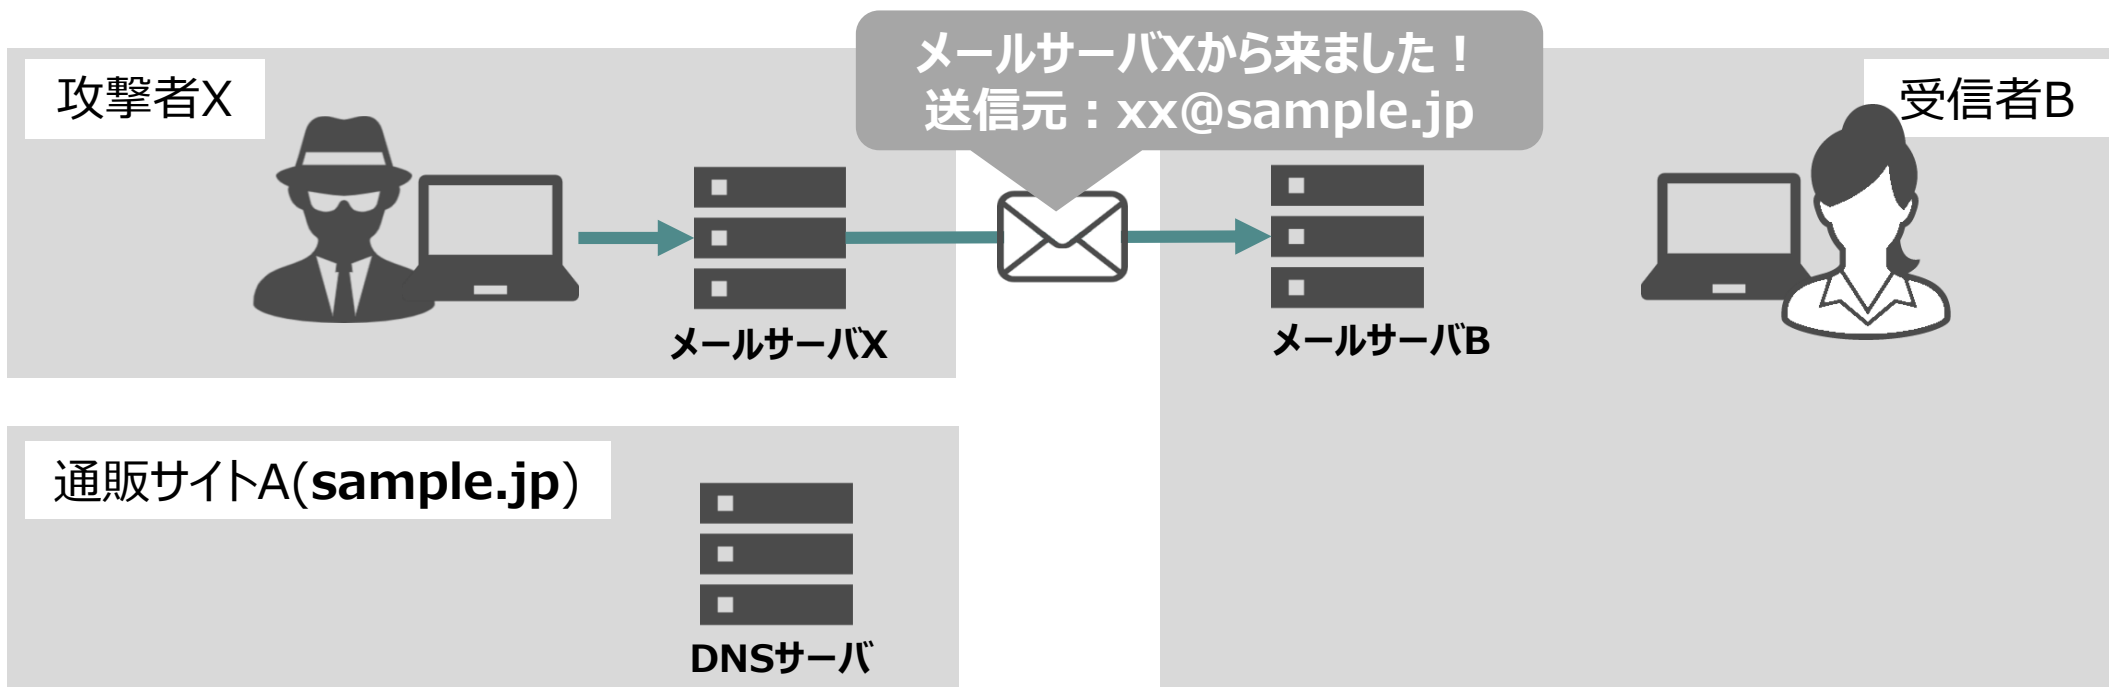 メールサーバXから来ました！
送信元：xx@sample.jp
攻撃者X
受信者B
メールサーバX
メールサーバB
通販サイトA(sample.jp)
DNSサーバ